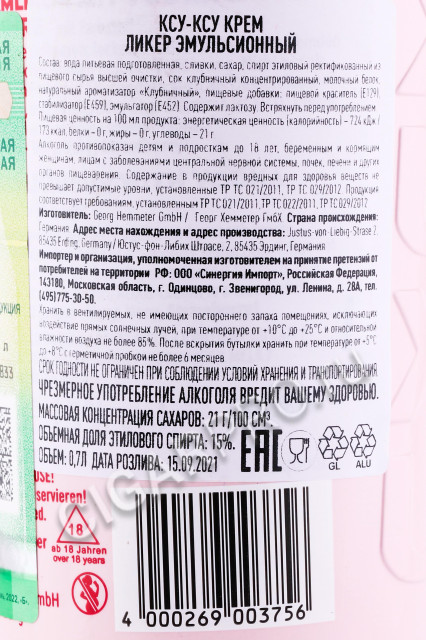 КСУ-КСУ КРЕМ
ЛИКЕР ЭМУЛЬСИОННЫЙ
Состав: вода питьевая подготовленная, сливки, сахар, спирт этиловый ректификованный из
пищевого сырья высшей очистки, сок клубничный концентрированный, молочный белок,
натуральный ароматизатор «Клубничный», пищевые добавки: пищевой краситель (Е129),
стабилизатор (Е459), эмульгатор (Е452). Содержит лактозу. Встряхнуть перед употреблением.
Пищевая ценность на 100 мл продукта: энергетическая ценность (калорийность) – 724 кДж /
173 ккал, белки – 0г, жиры – 0 г, углеводы – 21 г
Алкоголь противопоказан детям и подросткам до 18 лет, беременным и кормящим
женщинам, лицам с заболеваниями центральной нервной системы, почек, печени и других
органов пищеварения. Содержание в продукции вредных для здоровья веществ не
превышает допустимые уровни, установленные ТР ТС 021/2011, ТР ТС 029/2012. Продукция
соответствует требованиям, установленным ТР ТС 021/2011, ТР ТС 022/2011, ТР ТС 029/2012
Изготовитель: Georg Hemmeter GmbH / Георг Хемметер ГмбХ Страна происхождения:
Германия Адрес места нахождения и адрес производства: Justus-von-Liebig-Strasse 2,
85435 Erding, Germany / Юстус-фон-Либих Штрассе, 2, 85435 Эрдинг, Германия
Импортер и организация, уполномоченная изготовителем на принятие претензий от
потребителей на территории РФ: ООО «Синергия Импорт», Российская Федерация,
143180, Московская область, г. Одинцово, г. Звенигород, ул. Ленина, д. 28А, тел.
(495)775-30-50.
Хранить в вентилируемых, не имеющих постороннего запаха помещениях, исключающих
воздействие прямых солнечных лучей, при температуре от +10°С до +25°С и относительной
влажности воздуха не более 85%. После вскрытия бутылки хранить при температуре от +5°С
до +8°С с герметичной пробкой не более 6 месяцев.
СРОК ГОДНОСТИ НЕ ОГРАНИЧЕН ПРИ СОБЛЮДЕНИИ УСЛОВИЙ ХРАНЕНИЯ И ТРАНСПОРТИРОВАНИЯ
ЧРЕЗМЕРНОЕ УПОТРЕБЛЕНИЕ АЛКОГОЛЯ ВРЕДИТ ВАШЕМУ ЗДОРОВЬЮ.
МАССОВАЯ КОНЦЕНТРАЦИЯ САХАРОВ: 21 Г/100 СМ³
ОБЪЕМНАЯ ДОЛЯ ЭТИЛОВОГО СПИРТА: 15%
ОБЪЕМ: 0,7Л ДАТА РОЗЛИВА: 15.09.2021
EAC
GL
ALU
18
ab 18 Jahren
over 18 years
4 000269 003756